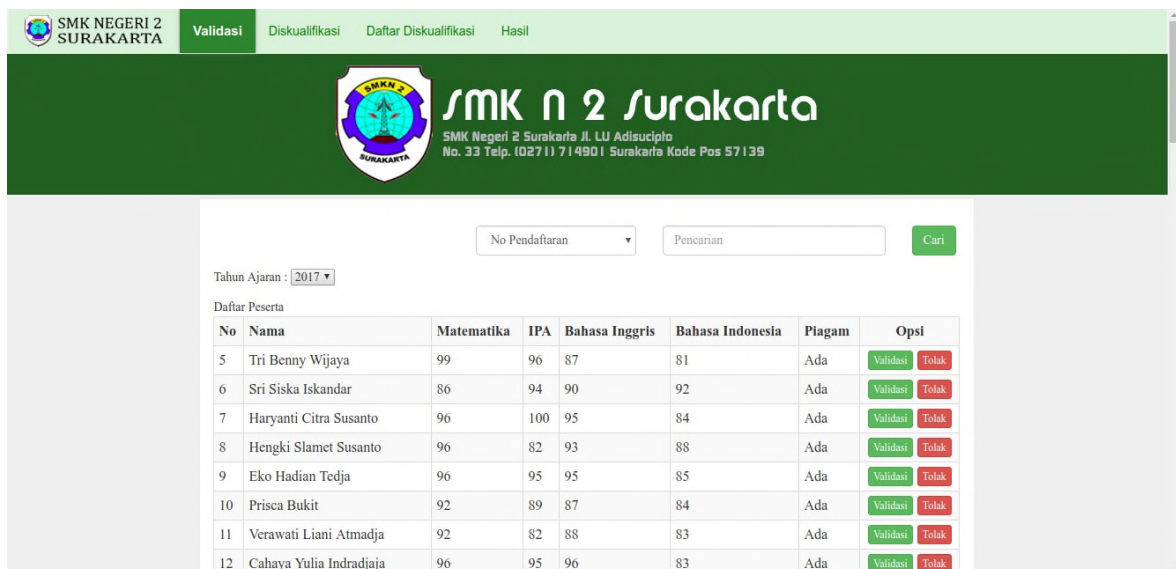 SMK NEGERI 2
SURAKARTA
Validasi Diskualifikasi Daftar Diskualifikasi Hasil
SMKN 2
SURAKARTA
SMK N 2 Surakarta
SMK Negeri 2 Surakarta Jl. LU Adisucipto
No. 33 Telp. (0271) 714901 Surakarta Kode Pos 57139
No Pendaftaran Pencarian Cari
Tahun Ajaran : 2017
Daftar Peserta
No Nama Matematika IPA Bahasa Inggris Bahasa Indonesia Piagam Opsi
5 Tri Benny Wijaya 99 96 87 81 Ada Validasi Tolak
6 Sri Siska Iskandar 86 94 90 92 Ada Validasi Tolak
7 Haryanti Citra Susanto 96 100 95 84 Ada Validasi Tolak
8 Hengki Slamet Susanto 96 82 93 88 Ada Validasi Tolak
9 Eko Hadian Tedja 96 95 95 85 Ada Validasi Tolak
10 Prisca Bukit 92 89 87 84 Ada Validasi Tolak
11 Verawati Liani Atmadja 92 82 88 83 Ada Validasi Tolak
12 Cahaya Yulia Indradjaja 96 95 96 83 Ada Validasi Tolak